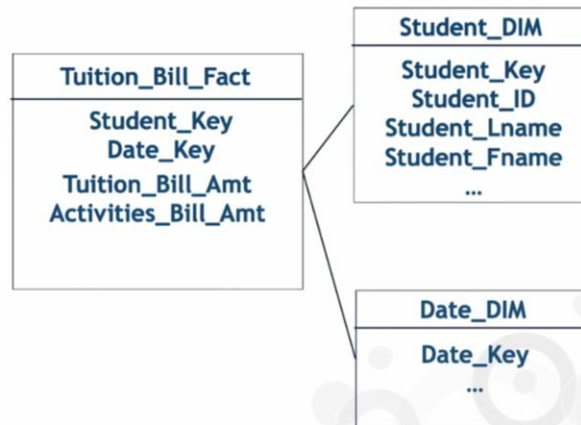 Tuition_Bill_Fact
Student_Key
Date_Key
Tuition_Bill_Amt
Activities_Bill_Amt
Student_DIM
Student_Key
Student_ID
Student_Lname
Student_Fname
...
Date_DIM
Date_Key
...